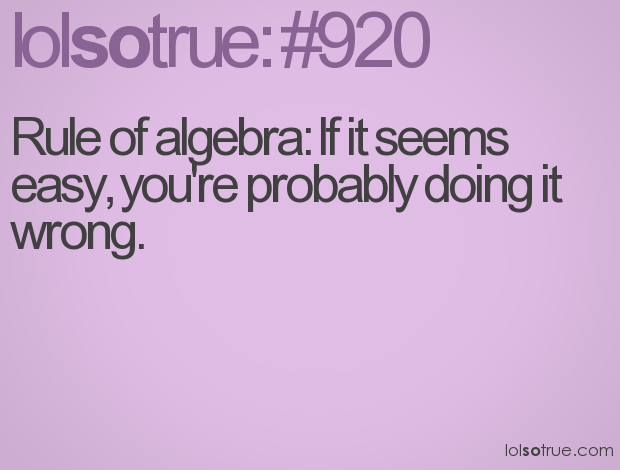 lolsotrue: #920
Rule of algebra: If it seems
easy, you're probably doing it
wrong.
lolsotrue.com